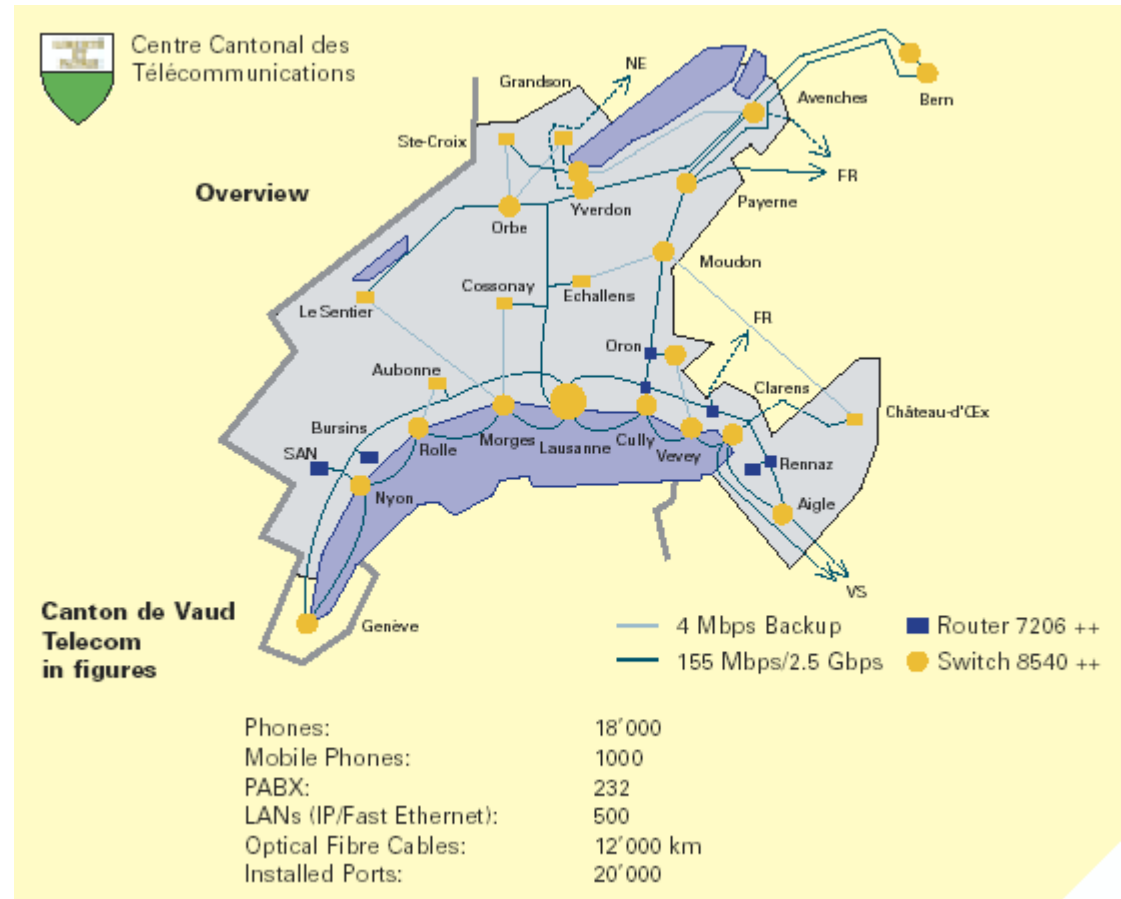 Centre Cantonal des
Télécommunications
Overview
NE
Grandson
Avenches
Bern
Ste-Croix
FR
Payerne
Yverdon
Orbe
Moudon
Cossonay
Echallens
Le Sentier
FR
Oron
Aubonne
Clarens
Château-d'Œx
Bursins
SAN
Rolle
Morges
Lausanne
Cully
Vevey
Rennaz
Nyon
Aigle
VS
Genève
Canton de Vaud
Telecom
in figures
4 Mbps Backup
Router 7206 ++
155 Mbps/2.5 Gbps
Switch 8540 ++
Phones: 18'000
Mobile Phones: 1000
PABX: 232
LANs (IP/Fast Ethernet): 500
Optical Fibre Cables: 12'000 km
Installed Ports: 20'000